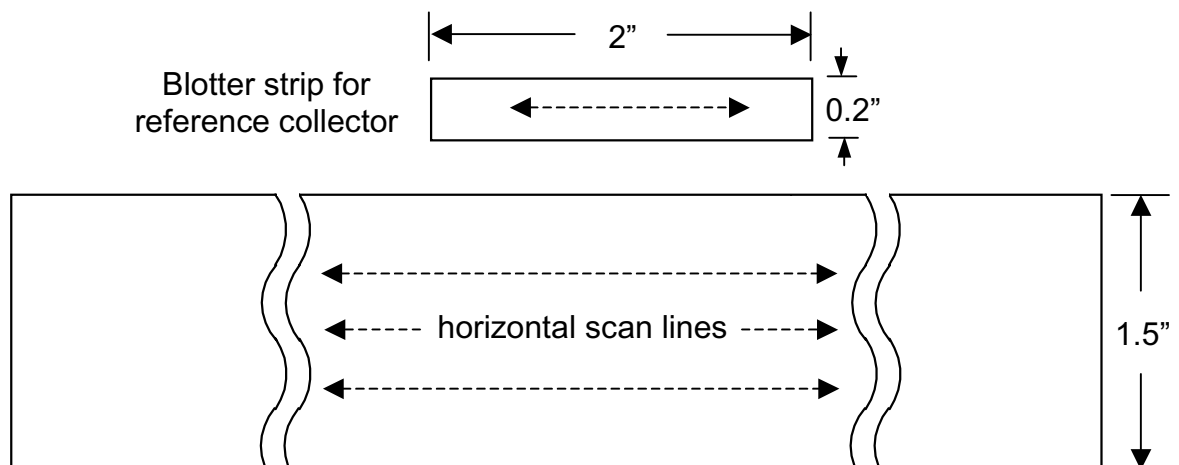 2”
Blotter strip for
reference collector
0.2”
horizontal scan lines
1.5”